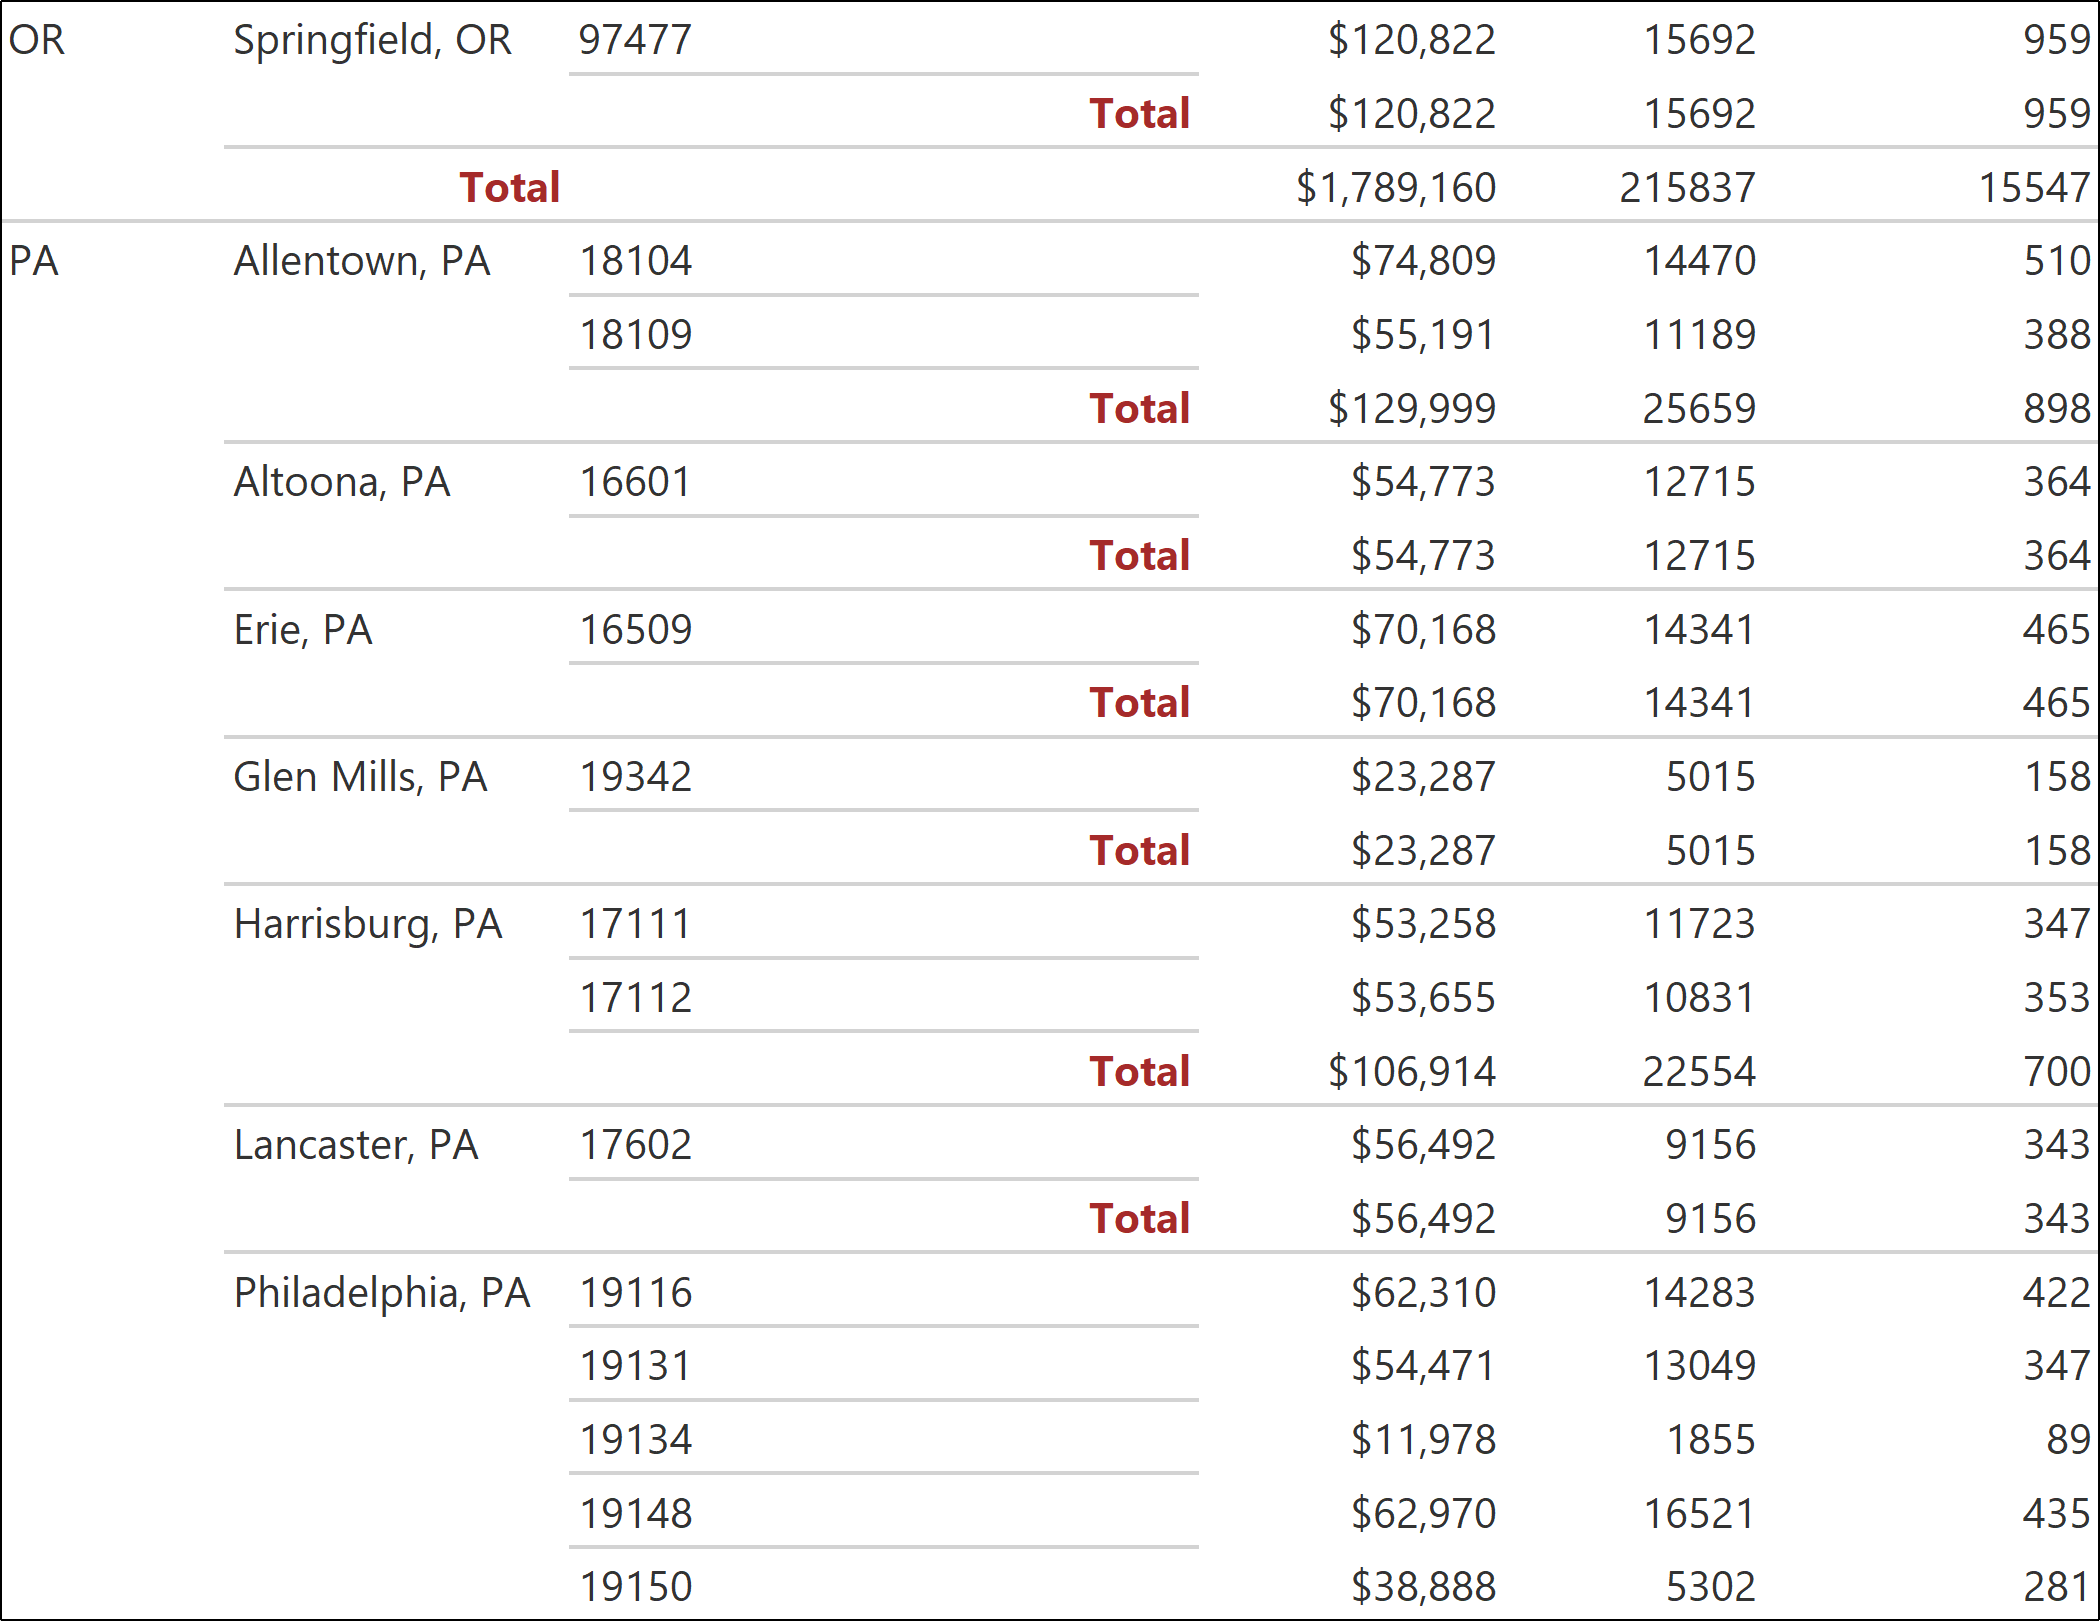 OR Springfield, OR 97477 $120,822 15692 959
Total $120,822 15692 959
Total $1,789,160 215837 15547
PA Allentown, PA 18104 $74,809 14470 510
18109 $55,191 11189 388
Total $129,999 25659 898
Altoona, PA 16601 $54,773 12715 364
Total $54,773 12715 364
Erie, PA 16509 $70,168 14341 465
Total $70,168 14341 465
Glen Mills, PA 19342 $23,287 5015 158
Total $23,287 5015 158
Harrisburg, PA 17111 $53,258 11723 347
17112 $53,655 10831 353
Total $106,914 22554 700
Lancaster, PA 17602 $56,492 9156 343
Total $56,492 9156 343
Philadelphia, PA 19116 $62,310 14283 422
19131 $54,471 13049 347
19134 $11,978 1855 89
19148 $62,970 16521 435
19150 $38,888 5302 281